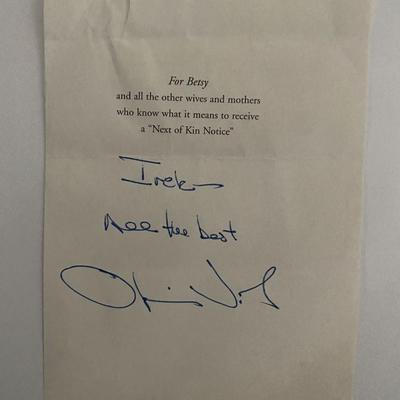 For Betsy
and all the other wives and mothers
who know what it means to receive
a "Next of Kin Notice"
Irek
All the best